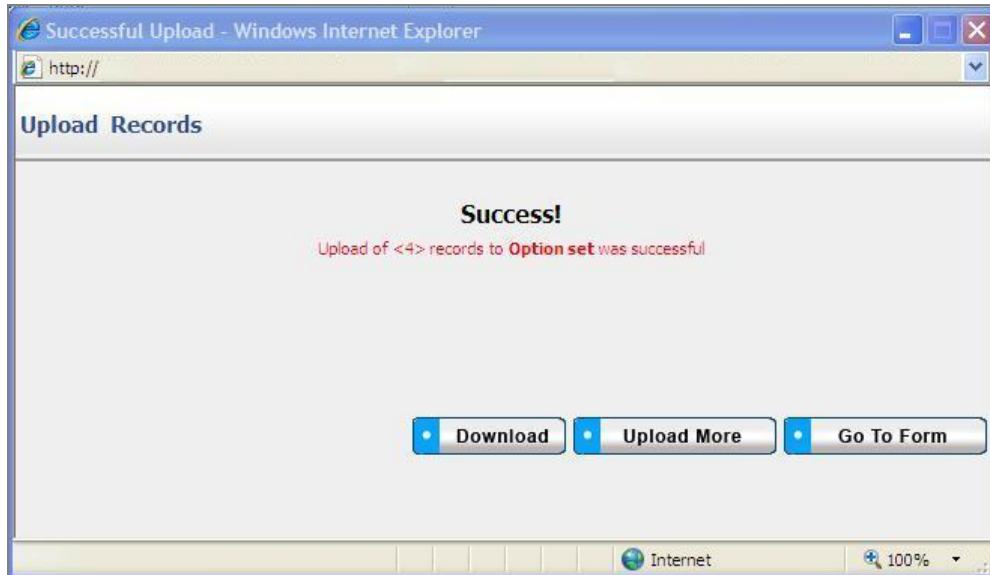 Successful Upload - Windows Internet Explorer
http://
Upload Records
Success!
Upload of <4> records to Option set was successful
Download Upload More Go To Form
Internet 100%